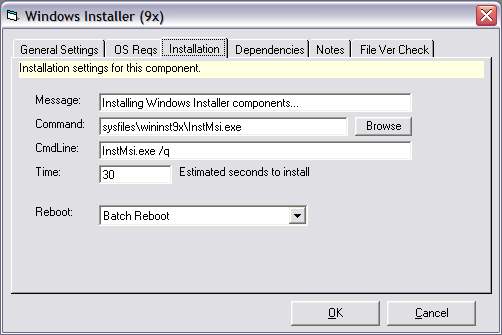 Windows Installer (9x)
General Settings OS Reqs Installation Dependencies Notes File Ver Check
Installation settings for this component.
Message: Installing Windows Installer components...
Command: sysfiles\wininst9x\InstMsi.exe Browse
CmdLine: InstMsi.exe /q
Time: 30 Estimated seconds to install
Reboot: Batch Reboot
OK Cancel